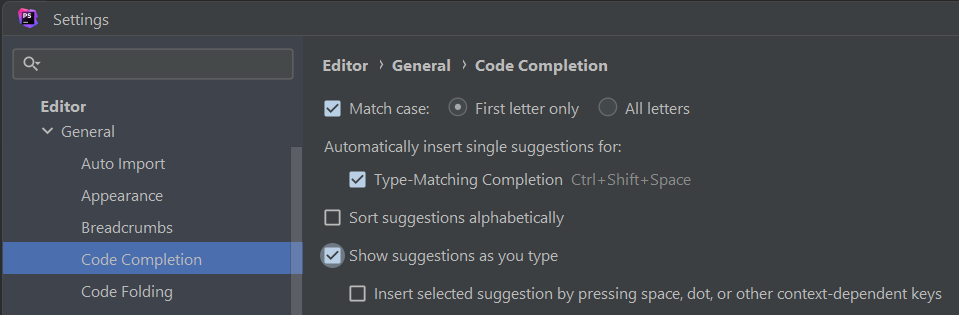 PS
Settings
Editor
General
Auto Import
Appearance
Breadcrumbs
Code Completion
Code Folding
Editor › General › Code Completion
Match case: First letter only All letters
Automatically insert single suggestions for:
Type-Matching Completion Ctrl+Shift+Space
Sort suggestions alphabetically
Show suggestions as you type
Insert selected suggestion by pressing space, dot, or other context-dependent keys